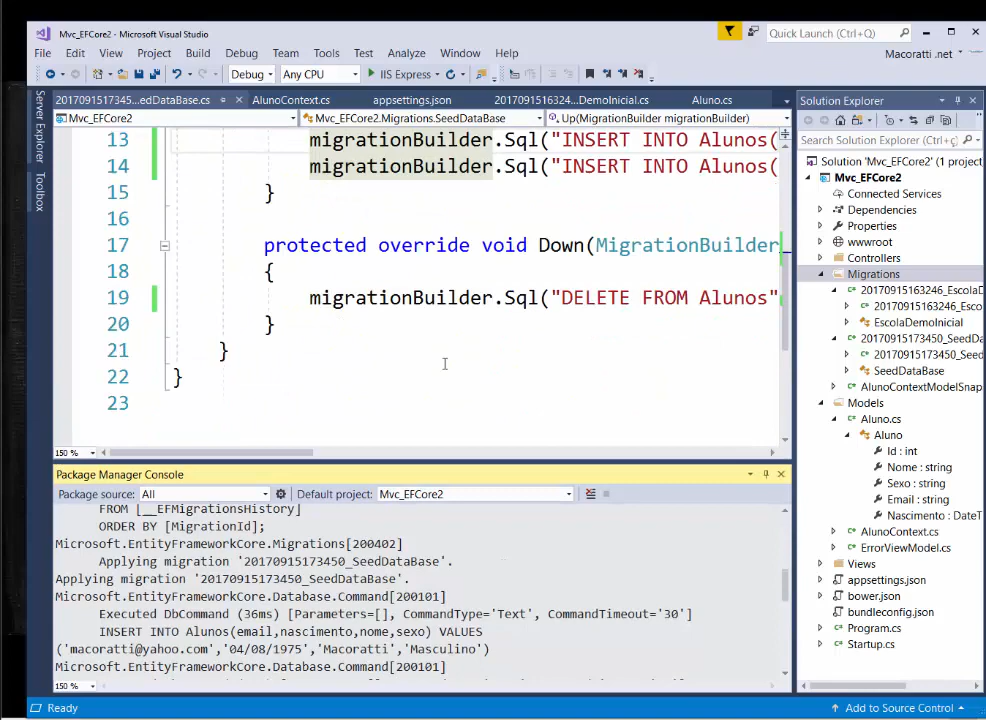 Mvc_EFCore2 - Microsoft Visual Studio
Quick Launch (Ctrl+Q)
File Edit View Project Build Debug Team Tools Test Analyze Window Help
Macoratti .net
Debug Any CPU IIS Express
Server Explorer
Toolbox
2017091517345...edDataBase.cs AlunoContext.cs appsettings.json 2017091516324...DemoInicial.cs Aluno.cs
Mvc_EFCore2 Mvc_EFCore2.Migrations.SeedDataBase Up(MigrationBuilder migrationBuilder)
13 migrationBuilder.Sql("INSERT INTO Alunos(
14 migrationBuilder.Sql("INSERT INTO Alunos(
15 }
16
17 protected override void Down(MigrationBuilder
18 {
19 migrationBuilder.Sql("DELETE FROM Alunos"
20 }
21 }
22 }
23
150 %
Package Manager Console
Package source: All Default project: Mvc_EFCore2
FROM [__EFMigrationsHistory]
ORDER BY [MigrationId];
Microsoft.EntityFrameworkCore.Migrations[200402]
Applying migration '20170915173450_SeedDataBase'.
Applying migration '20170915173450_SeedDataBase'.
Microsoft.EntityFrameworkCore.Database.Command[200101]
Executed DbCommand (36ms) [Parameters=[], CommandType='Text', CommandTimeout='30']
INSERT INTO Alunos(email,nascimento,nome,sexo) VALUES
('macoratti@yahoo.com','04/08/1975','Macoratti','Masculino')
Microsoft.EntityFrameworkCore.Database.Command[200101]
150 %
Solution Explorer
Search Solution Explorer (Ctrl+ç)
Solution 'Mvc_EFCore2' (1 project
Mvc_EFCore2
Connected Services
Dependencies
Properties
wwwroot
Controllers
Migrations
20170915163246_EscolaD
20170915163246_Esco
EscolaDemoInicial
20170915173450_SeedDa
20170915173450_Seed
SeedDataBase
AlunoContextModelSnap
Models
Aluno.cs
Aluno
Id : int
Nome : string
Sexo : string
Email : string
Nascimento : DateT
AlunoContext.cs
ErrorViewModel.cs
Views
appsettings.json
bower.json
bundleconfig.json
Program.cs
Startup.cs
Ready
Add to Source Control